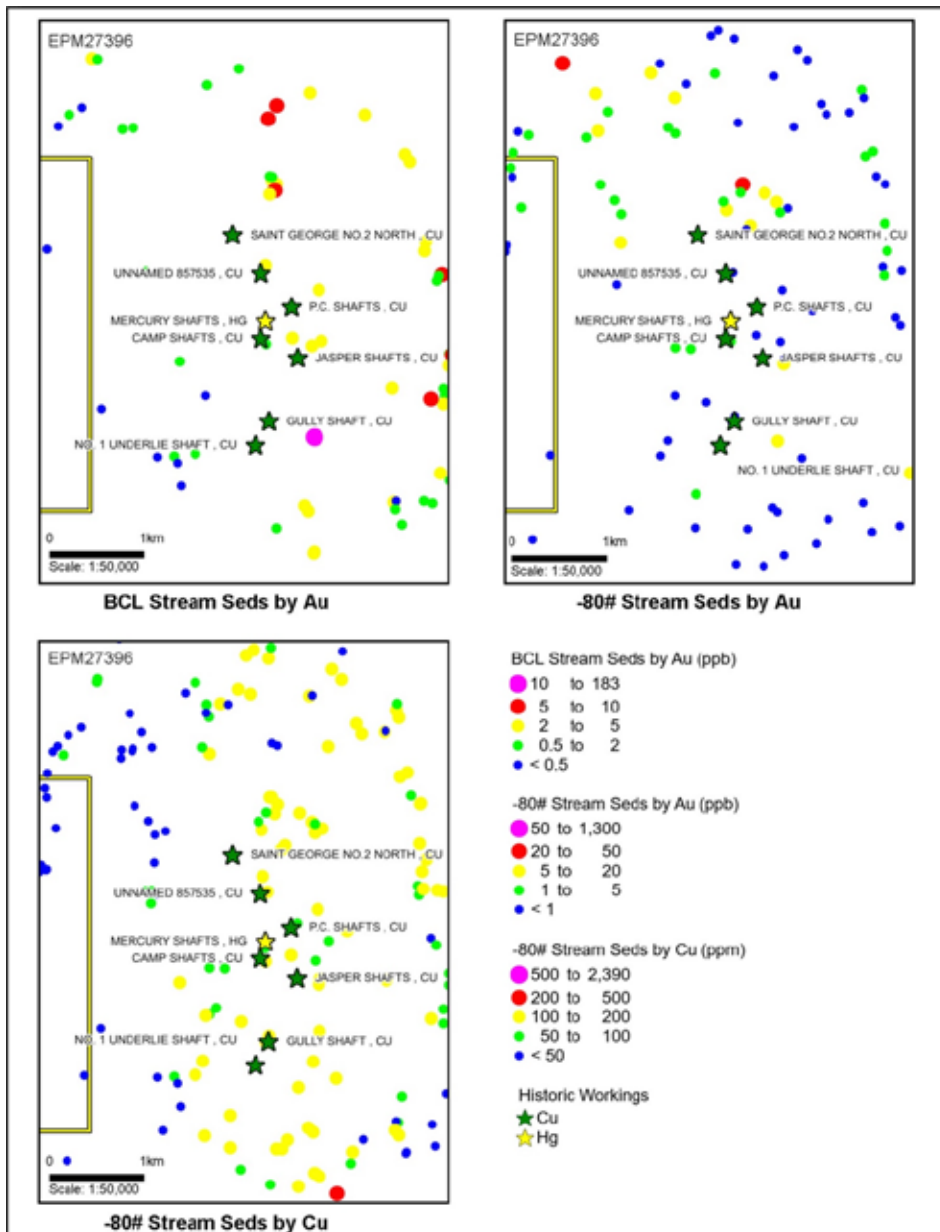 EPM27396
SAINT GEORGE NO.2 NORTH , CU
UNNAMED 857535 , CU
P.C. SHAFTS , CU
MERCURY SHAFTS , HG
CAMP SHAFTS , CU
JASPER SHAFTS , CU
GULLY SHAFT , CU
NO. 1 UNDERLIE SHAFT , CU
0 1km
Scale: 1:50,000
BCL Stream Seds by Au
EPM27396
SAINT GEORGE NO.2 NORTH , CU
UNNAMED 857535 , CU
P.C. SHAFTS , CU
MERCURY SHAFTS , HG
CAMP SHAFTS , CU
JASPER SHAFTS , CU
GULLY SHAFT , CU
NO. 1 UNDERLIE SHAFT , CU
0 1km
Scale: 1:50,000
-80# Stream Seds by Au
EPM27396
SAINT GEORGE NO.2 NORTH , CU
UNNAMED 857535 , CU
P.C. SHAFTS , CU
MERCURY SHAFTS , HG
CAMP SHAFTS , CU
JASPER SHAFTS , CU
NO. 1 UNDERLIE SHAFT , CU GULLY SHAFT , CU
0 1km
Scale: 1:50,000
-80# Stream Seds by Cu
BCL Stream Seds by Au (ppb)
10 to 183
5 to 10
2 to 5
0.5 to 2
< 0.5
-80# Stream Seds by Au (ppb)
50 to 1,300
20 to 50
5 to 20
1 to 5
< 1
-80# Stream Seds by Cu (ppm)
500 to 2,390
200 to 500
100 to 200
50 to 100
< 50
Historic Workings
Cu
Hg